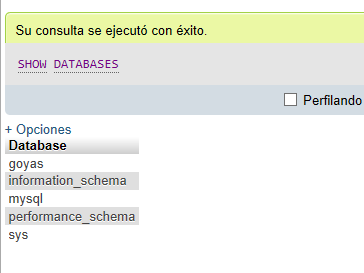 Su consulta se ejecutó con éxito.
SHOW DATABASES
Perfilando
+ Opciones
Database
goyas
information_schema
mysql
performance_schema
sys